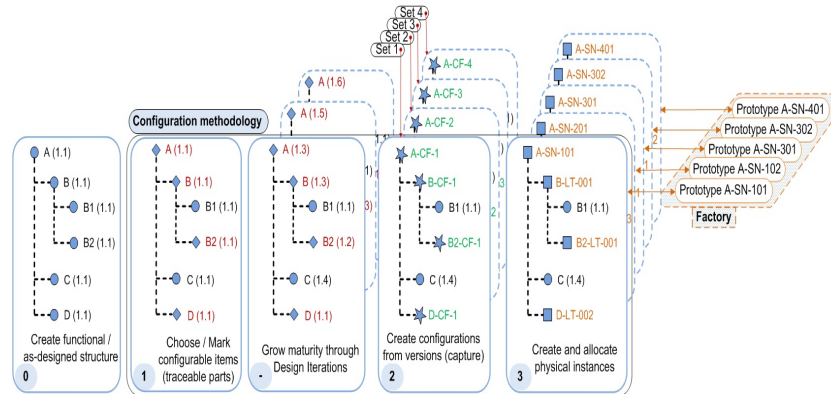 Set 4
Set 3
Set 2
Set 1
A-CF-4
A-CF-3
A-CF-2
A (1.6)
A (1.5)
A-SN-401
A-SN-302
A-SN-301
A-SN-201
Configuration methodology
A (1.1)
B (1.1)
B1 (1.1)
B2 (1.1)
C (1.1)
D (1.1)
Create functional /
as-designed structure
0
A (1.1)
B (1.1)
B1 (1.1)
B2 (1.1)
C (1.1)
D (1.1)
Choose / Mark
configurable items
(traceable parts)
1
A (1.3)
B (1.3)
B1 (1.1)
B2 (1.2)
C (1.4)
D (1.1)
Grow maturity through
Design Iterations
-
A-CF-1
B-CF-1
B1 (1.1)
B2-CF-1
C (1.4)
D-CF-1
Create configurations
from versions (capture)
2
A-SN-101
B-LT-001
B1 (1.1)
B2-LT-001
C (1.4)
D-LT-002
Create and allocate
physical instances
3
Prototype A-SN-401
Prototype A-SN-302
Prototype A-SN-301
Prototype A-SN-102
Prototype A-SN-101
Factory